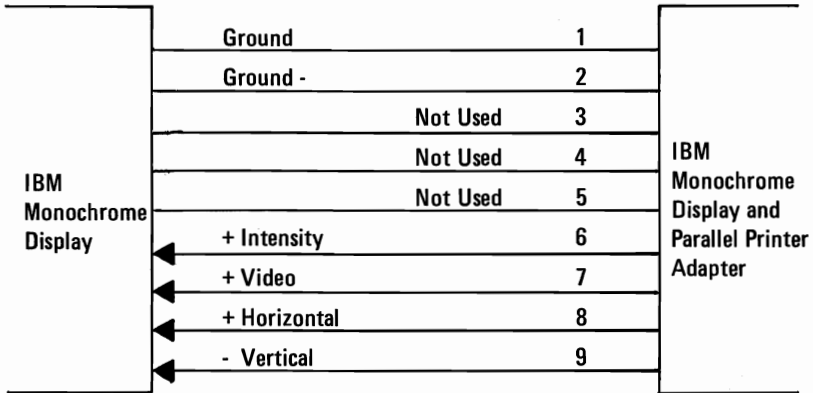 Ground 1
Ground - 2
Not Used 3
Not Used 4
Not Used 5
+ Intensity 6
+ Video 7
+ Horizontal 8
- Vertical 9
IBM
Monochrome
Display
IBM
Monochrome
Display and
Parallel Printer
Adapter